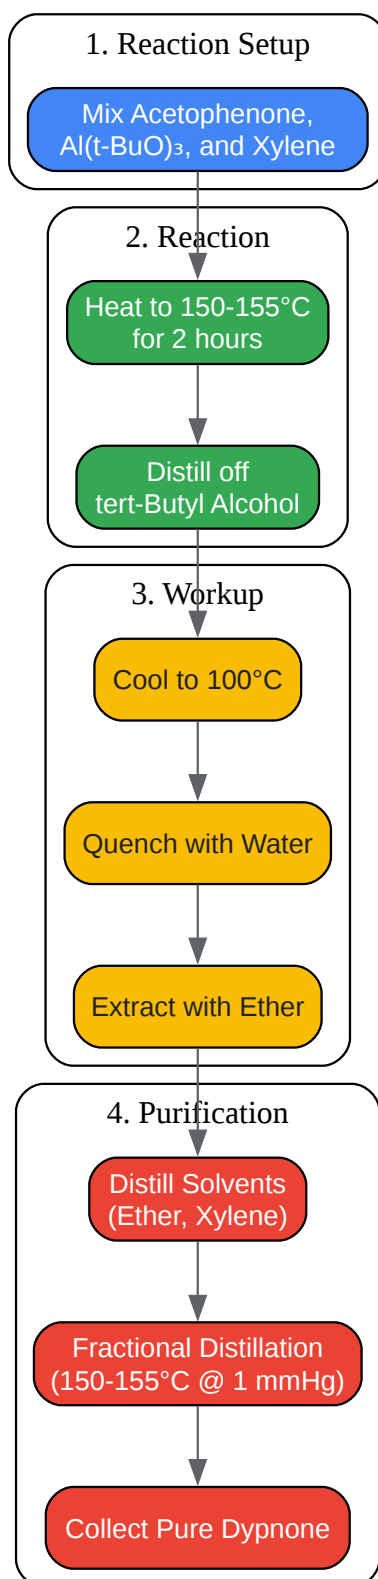 1. Reaction Setup
Mix Acetophenone,
Al(t-BuO)₃, and Xylene
2. Reaction
Heat to 150-155°C
for 2 hours
Distill off
tert-Butyl Alcohol
3. Workup
Cool to 100°C
Quench with Water
Extract with Ether
4. Purification
Distill Solvents
(Ether, Xylene)
Fractional Distillation
(150-155°C @ 1 mmHg)
Collect Pure Dypnone